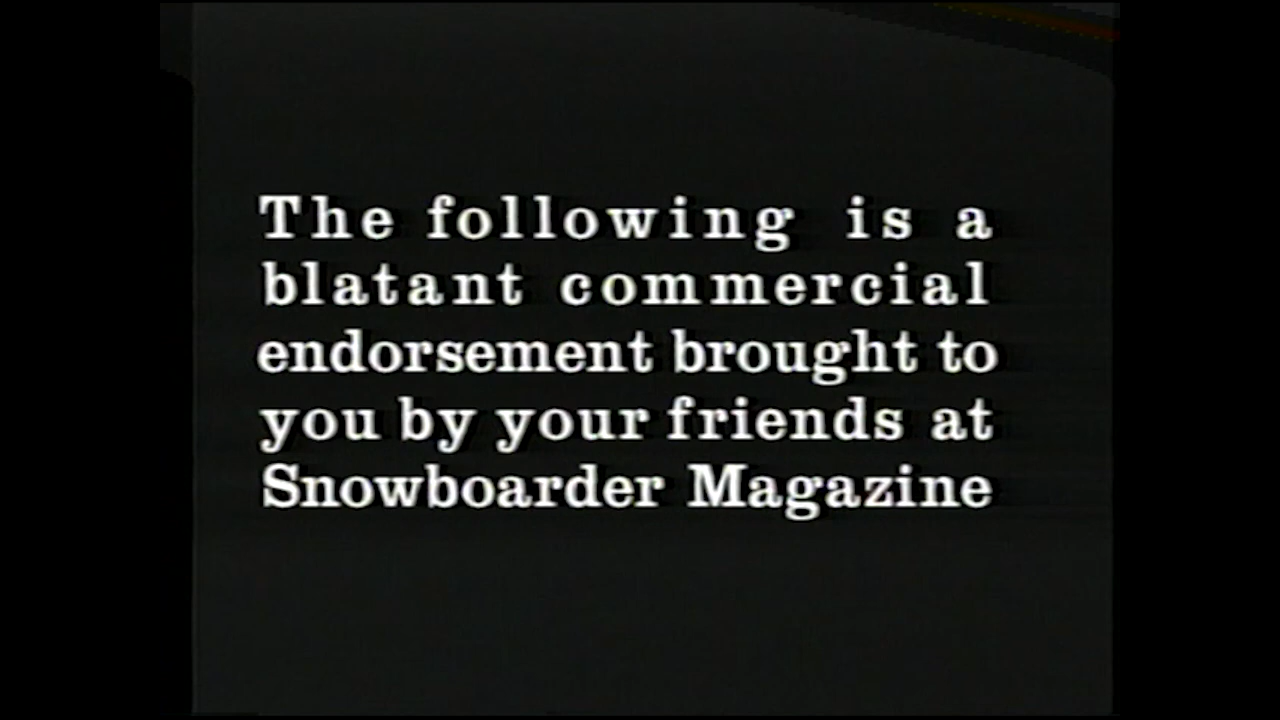 The following is a
blatant commercial
endorsement brought to
you by your friends at
Snowboarder Magazine